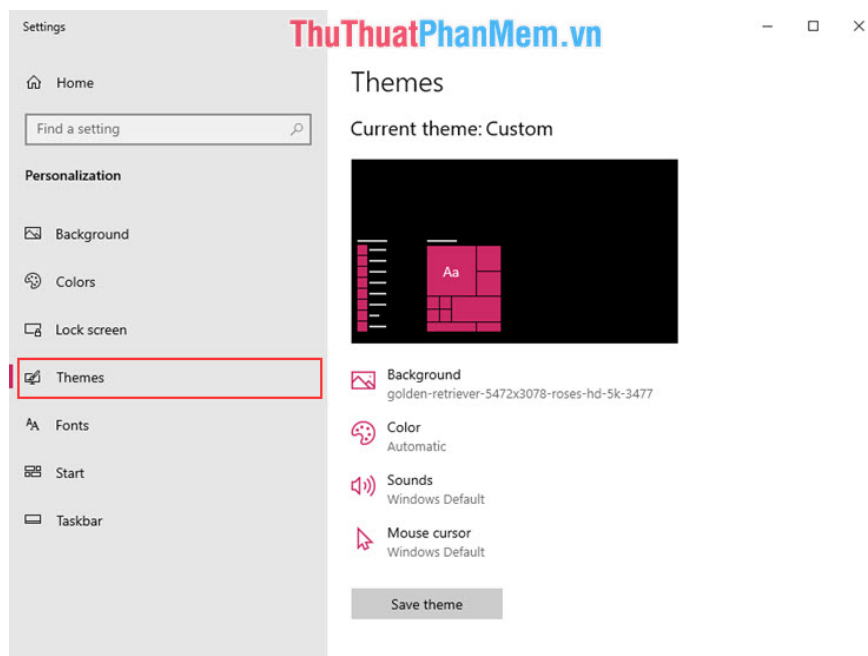 Settings
ThuThuatPhanMem.vn
Home
Find a setting
Personalization
Background
Colors
Lock screen
Themes
Fonts
Start
Taskbar
Themes
Current theme: Custom
Aa
Background
golden-retriever-5472x3078-roses-hd-5k-3477
Color
Automatic
Sounds
Windows Default
Mouse cursor
Windows Default
Save theme